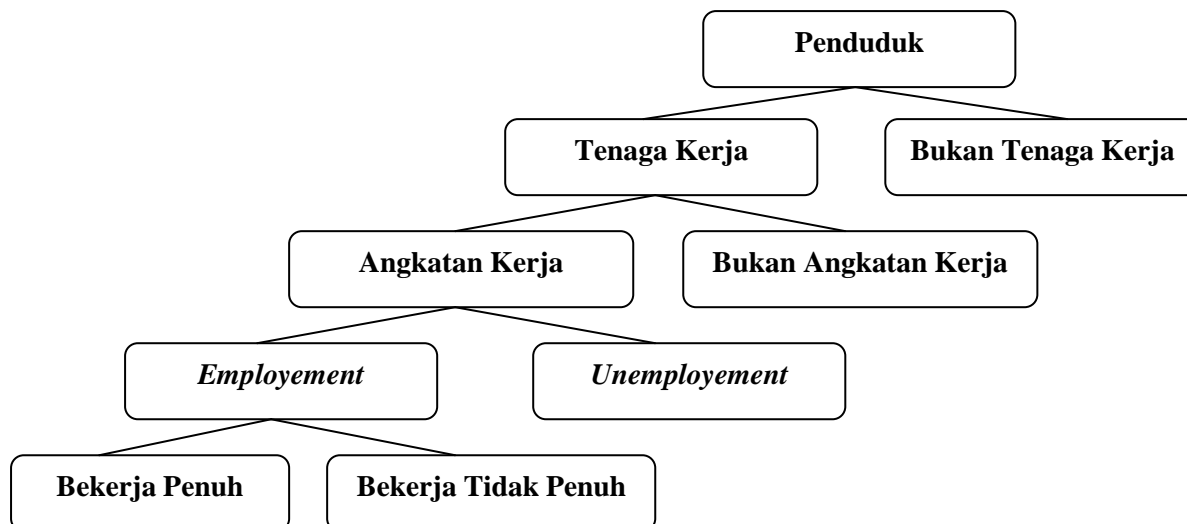 Penduduk
Tenaga Kerja
Bukan Tenaga Kerja
Angkatan Kerja
Bukan Angkatan Kerja
Employement
Unemployement
Bekerja Penuh
Bekerja Tidak Penuh